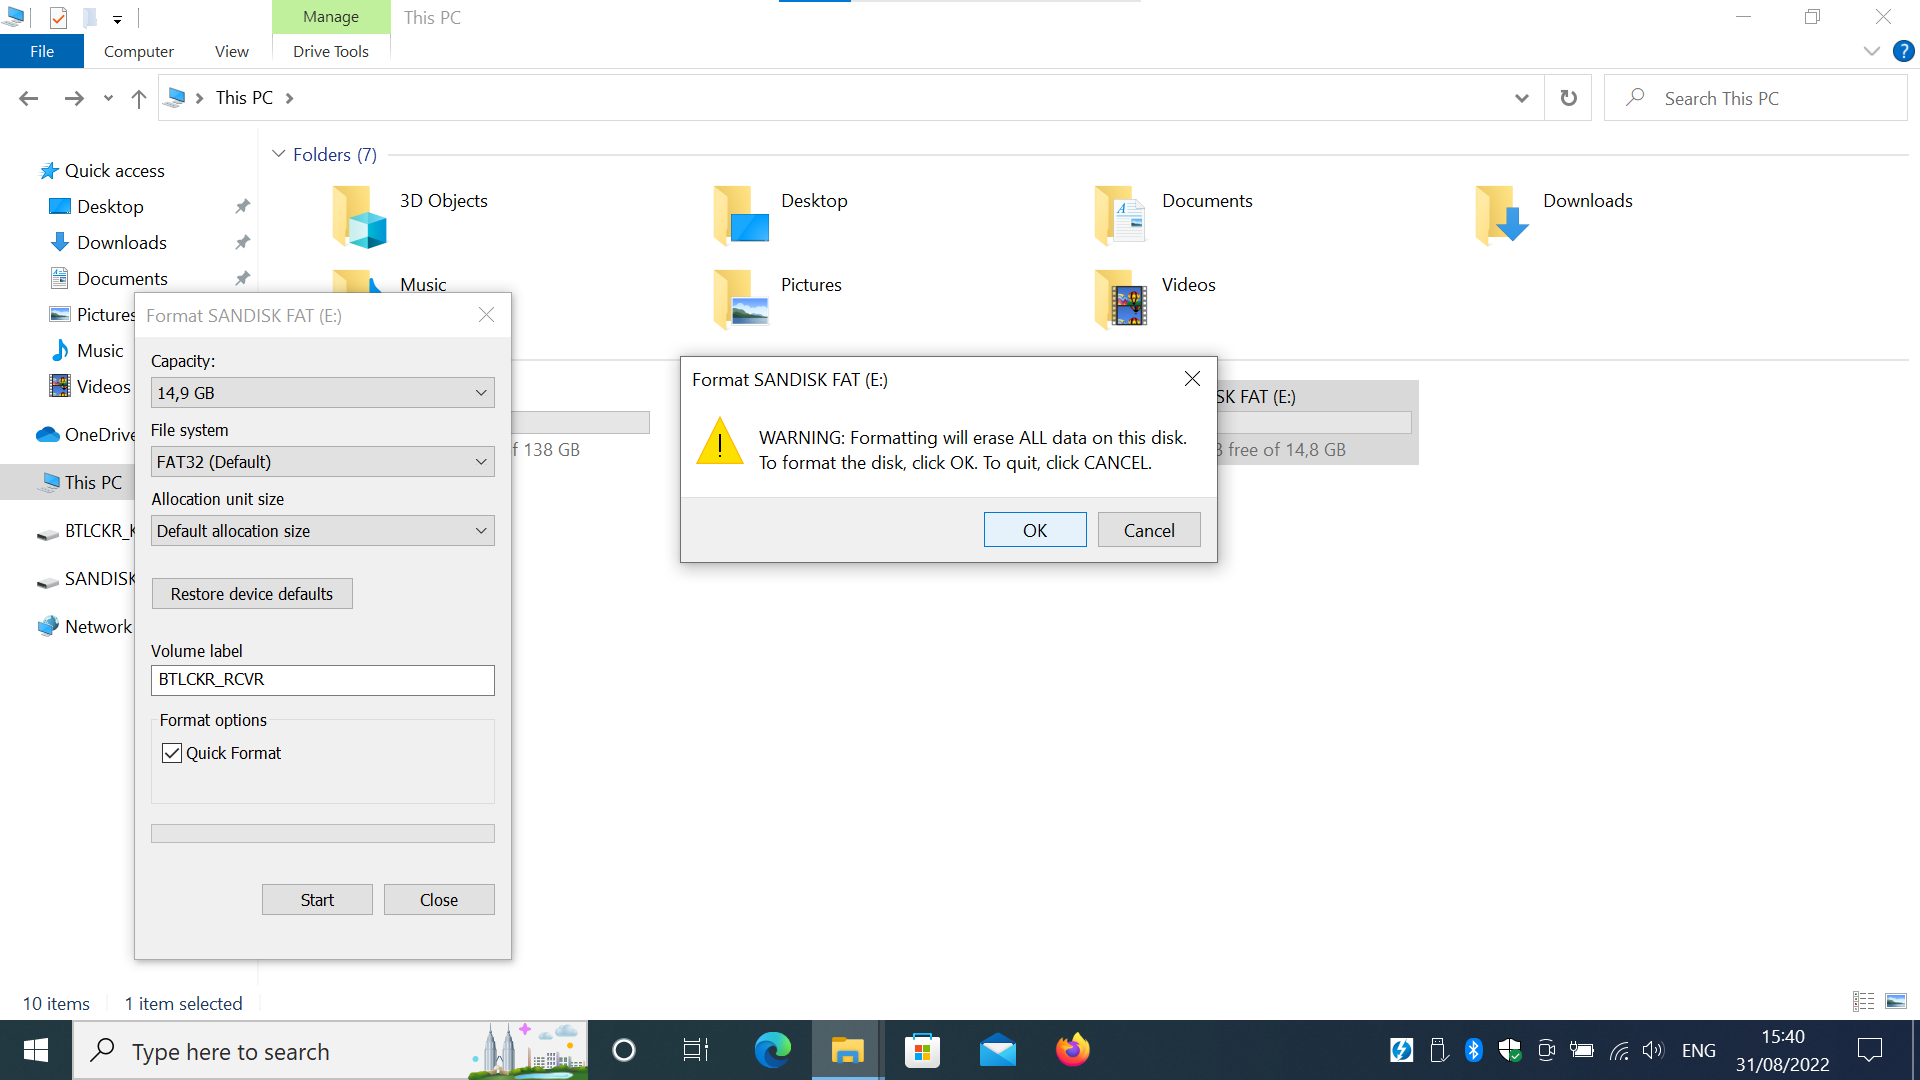 Manage
This PC
File
Computer
View
Drive Tools
This PC
Search This PC
Quick access
Desktop
Downloads
Documents
Pictures
Music
Videos
OneDrive
This PC
BTLCKR_K
SANDISK
Network
Folders (7)
3D Objects
Desktop
Documents
Downloads
Music
Pictures
Videos
f 138 GB
SK FAT (E:)
free of 14,8 GB
Format SANDISK FAT (E:)
Capacity:
14,9 GB
File system
FAT32 (Default)
Allocation unit size
Default allocation size
Restore device defaults
Volume label
BTLCKR_RCVR
Format options
Quick Format
Start
Close
Format SANDISK FAT (E:)
WARNING: Formatting will erase ALL data on this disk.
To format the disk, click OK. To quit, click CANCEL.
OK
Cancel
10 items
1 item selected
Type here to search
ENG
15:40
31/08/2022